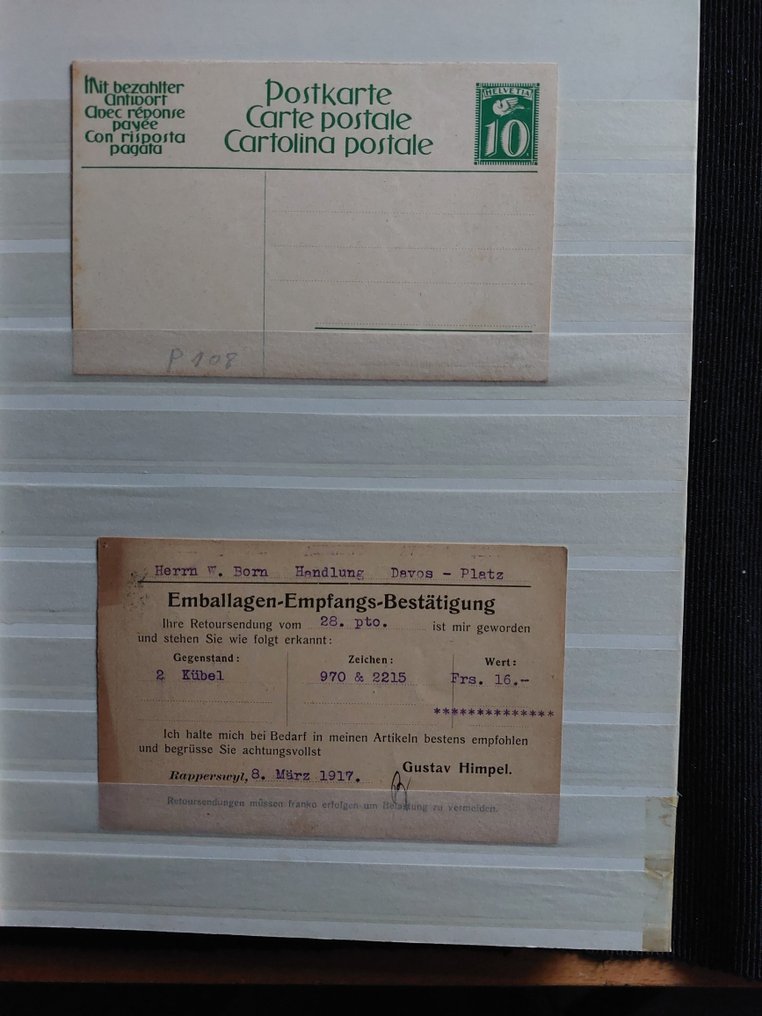 Mit bezahlter
Antwort
Avec réponse
payée
Con risposta
pagata
Postkarte
Carte postale
Cartolina postale
HELVETIA
10
P 108
Herrn W. Born Handlung Davos - Platz
Emballagen-Empfangs-Bestätigung
Ihre Retoursendung vom 28. pto. ist mir geworden
und stehen Sie wie folgt erkannt:
Gegenstand: Zeichen: Wert:
2 Kübel 970 & 2215 Frs. 16.-
**************
Ich halte mich bei Bedarf in meinen Artikeln bestens empfohlen
und begrüsse Sie achtungsvollst
Gustav Himpel.
Rapperswyl, 8. März 1917.
Retoursendungen müssen franko erfolgen um Belastung zu vermeiden.